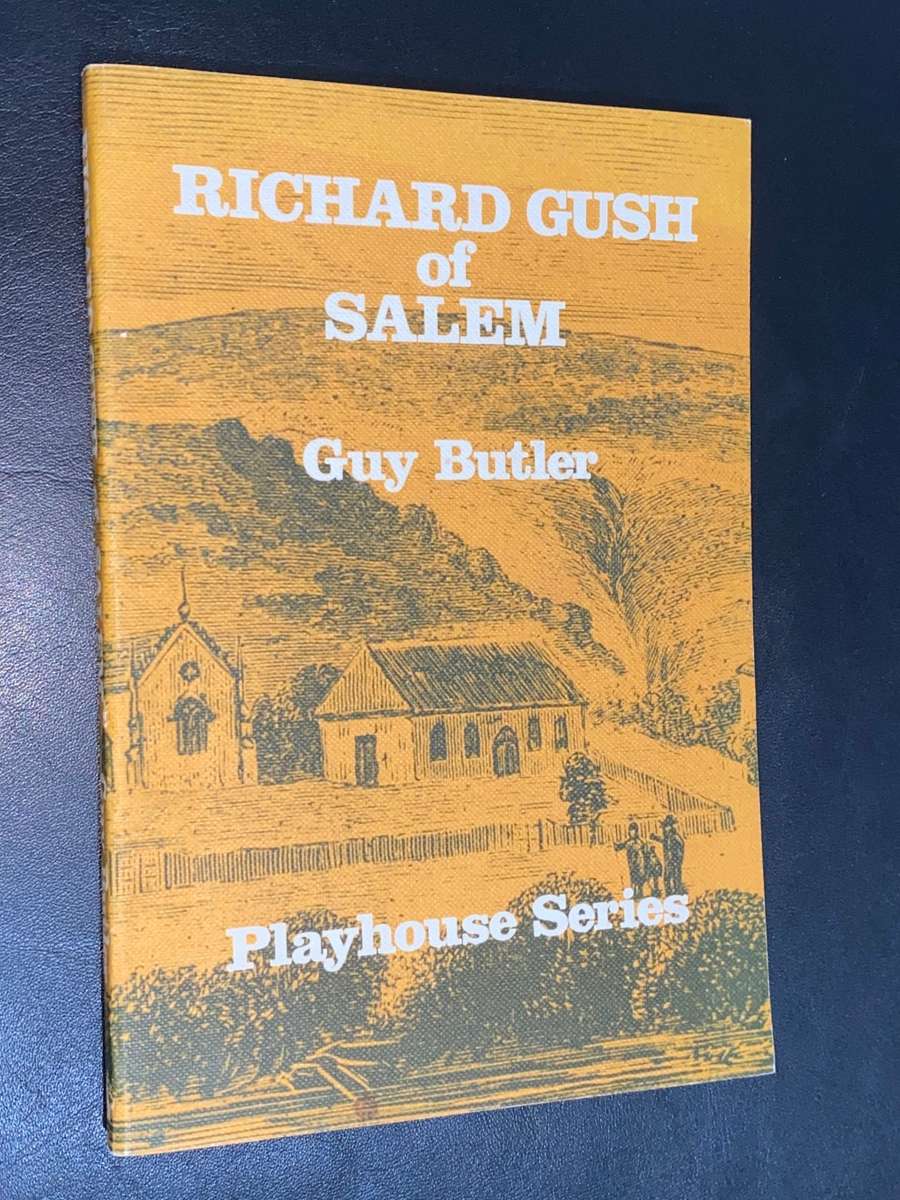 RICHARD GUSH
of
SALEM
Guy Butler
Playhouse Series